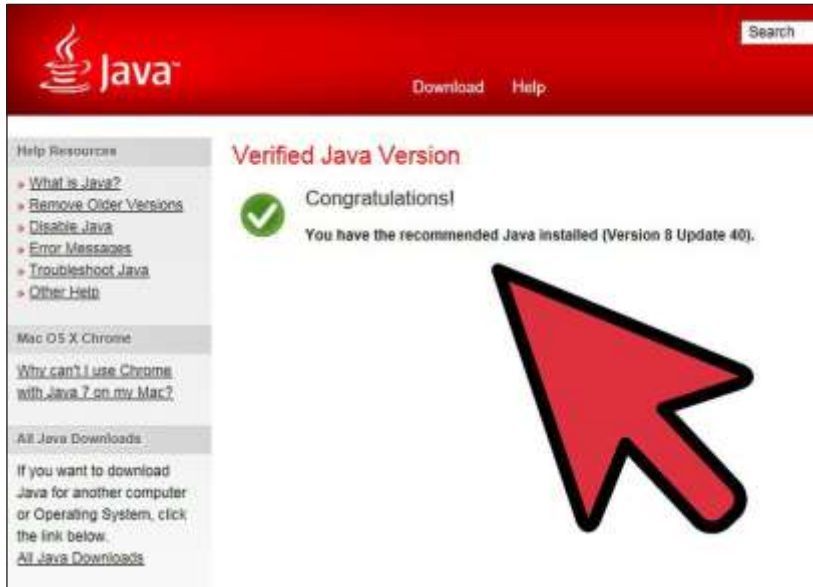 Java™
Search
Download Help
Help Resources
» What is Java?
» Remove Older Versions
» Disable Java
» Error Messages
» Troubleshoot Java
» Other Help
Mac OS X Chrome
Why can't I use Chrome
with Java 7 on my Mac?
All Java Downloads
If you want to download
Java for another computer
or Operating System, click
the link below.
All Java Downloads
Verified Java Version
Congratulations!
You have the recommended Java installed (Version 8 Update 40).